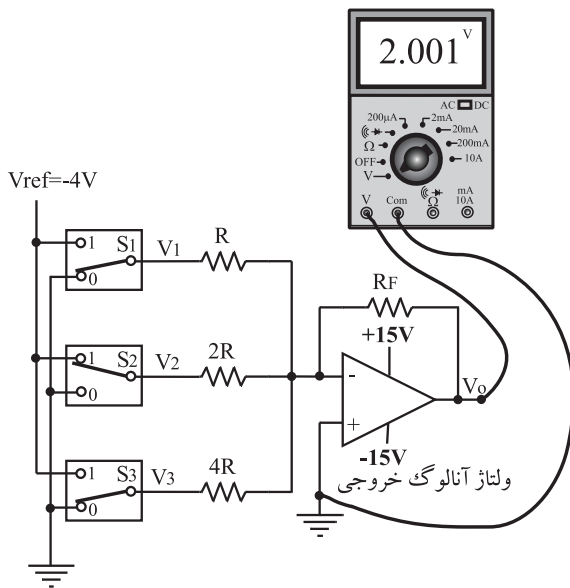 2.001 V
AC DC
200µA 2mA
20mA
Ω 200mA
OFF 10A
V
V Com Ω mA
10A
Vref=-4V
1 S1 V1 R
0
RF
+15V
1 S2 V2 2R
0
- Vo
+
-15V
1 S3 V3 4R
0
ولتاژ آنالوگ خروجی